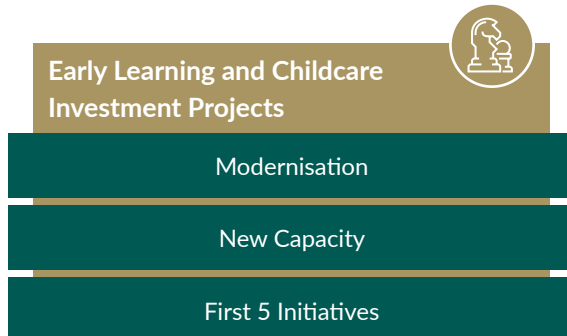 Early Learning and Childcare
Investment Projects
Modernisation
New Capacity
First 5 Initiatives